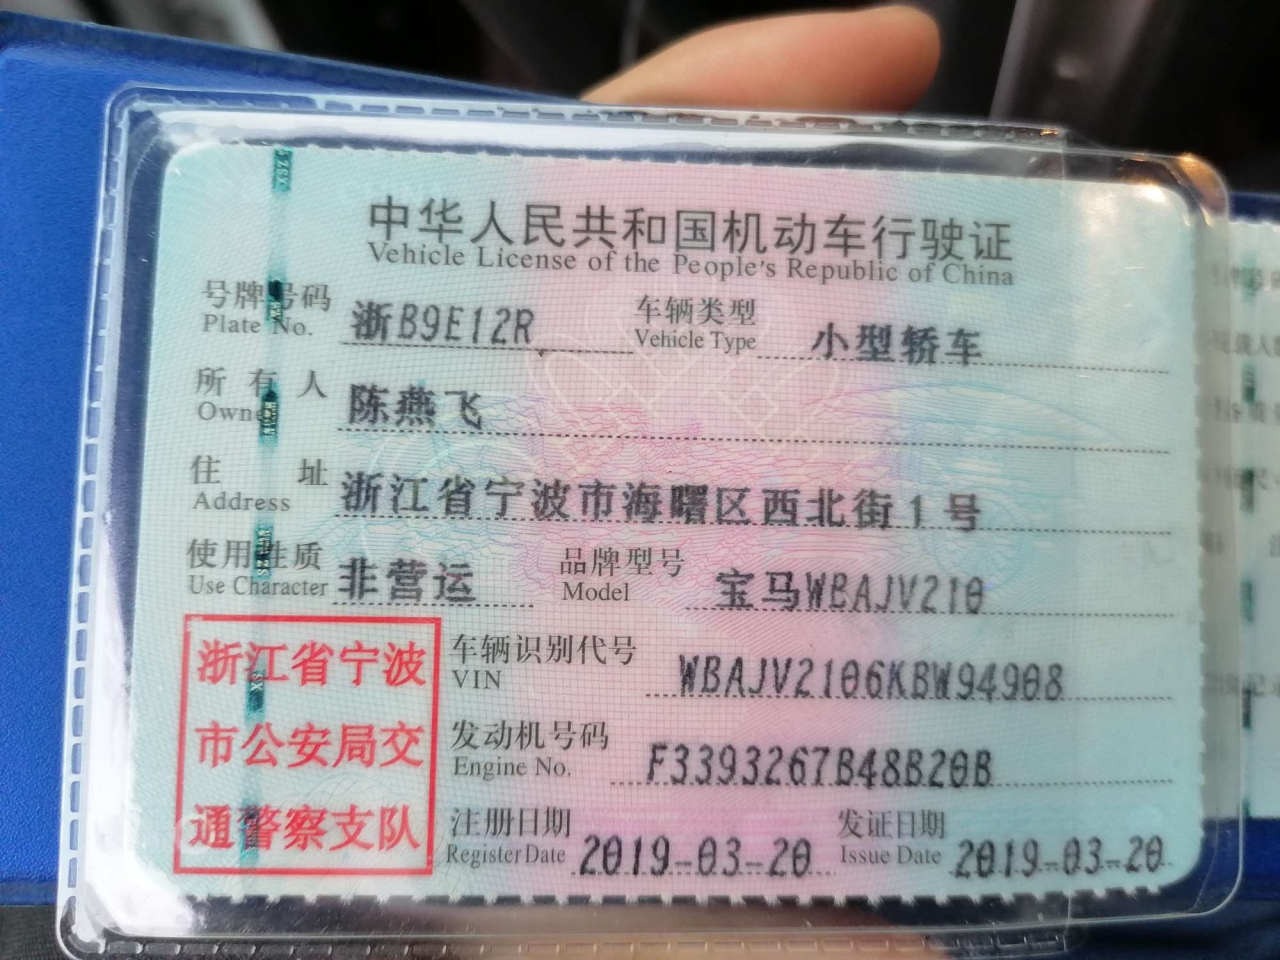 中华人民共和国机动车行驶证
Vehicle License of the People's Republic of China
号牌号码 浙B9E12R 车辆类型 小型轿车
Plate No. Vehicle Type
所有人 陈燕飞
Owner
住址 浙江省宁波市海曙区西北街1号
Address
使用性质 非营运 品牌型号 宝马WBAJV210
Use Character Model
浙江省宁波
市公安局交
通警察支队
车辆识别代号 WBAJV2106KBW94908
VIN
发动机号码 F3393267B48B20B
Engine No.
注册日期 2019-03-20 发证日期 2019-03-20
Register Date Issue Date